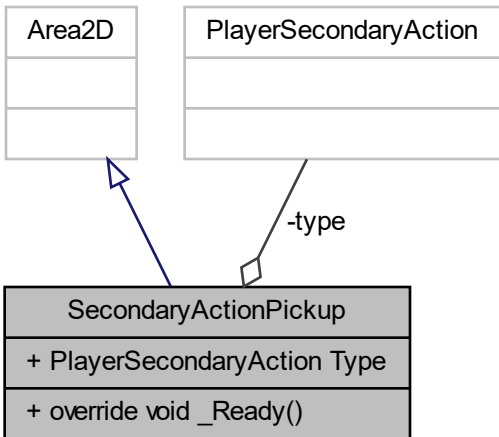 Area2D
PlayerSecondaryAction
-type
SecondaryActionPickup
+ PlayerSecondaryAction Type
+ override void _Ready()